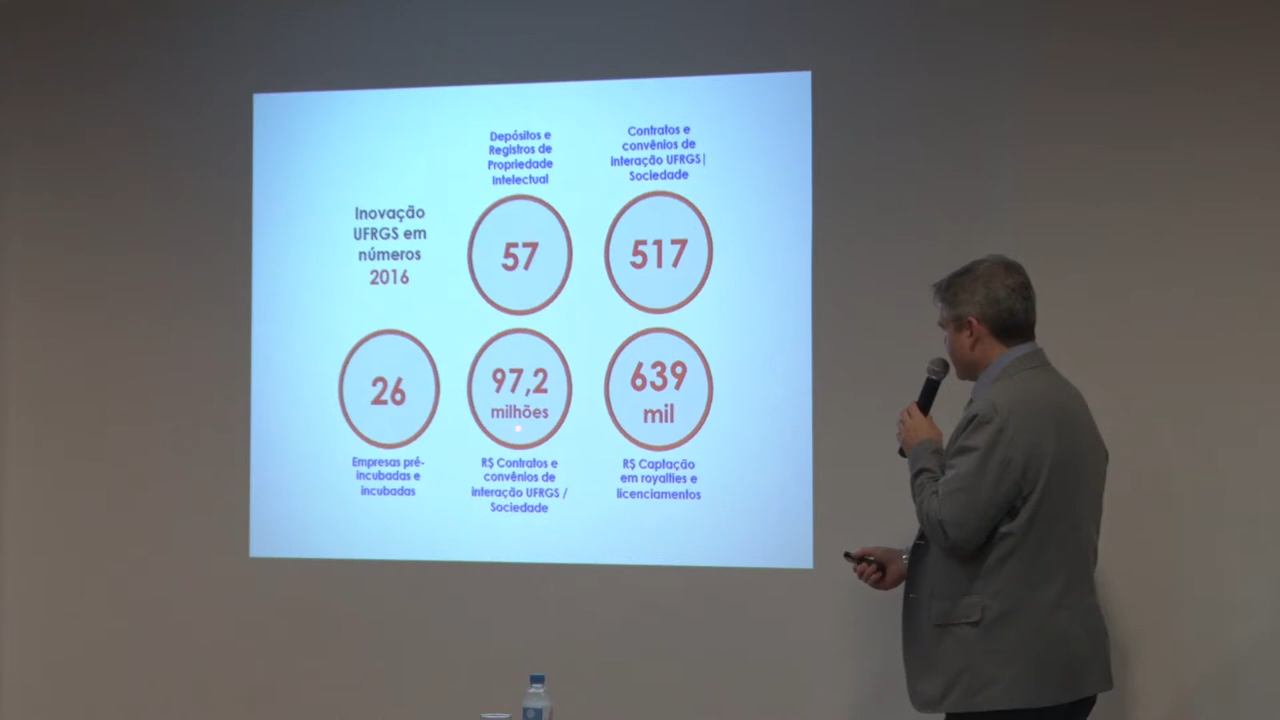 Depósitos e
Registros de
Propriedade
Intelectual
Contratos e
convênios de
interação UFRGS|
Sociedade
Inovação
UFRGS em
números
2016
57
517
26
97,2
milhões
639
mil
Empresas pré-
incubadas e
incubadas
R$ Contratos e
convênios de
interação UFRGS /
Sociedade
R$ Captação
em royalties e
licenciamentos